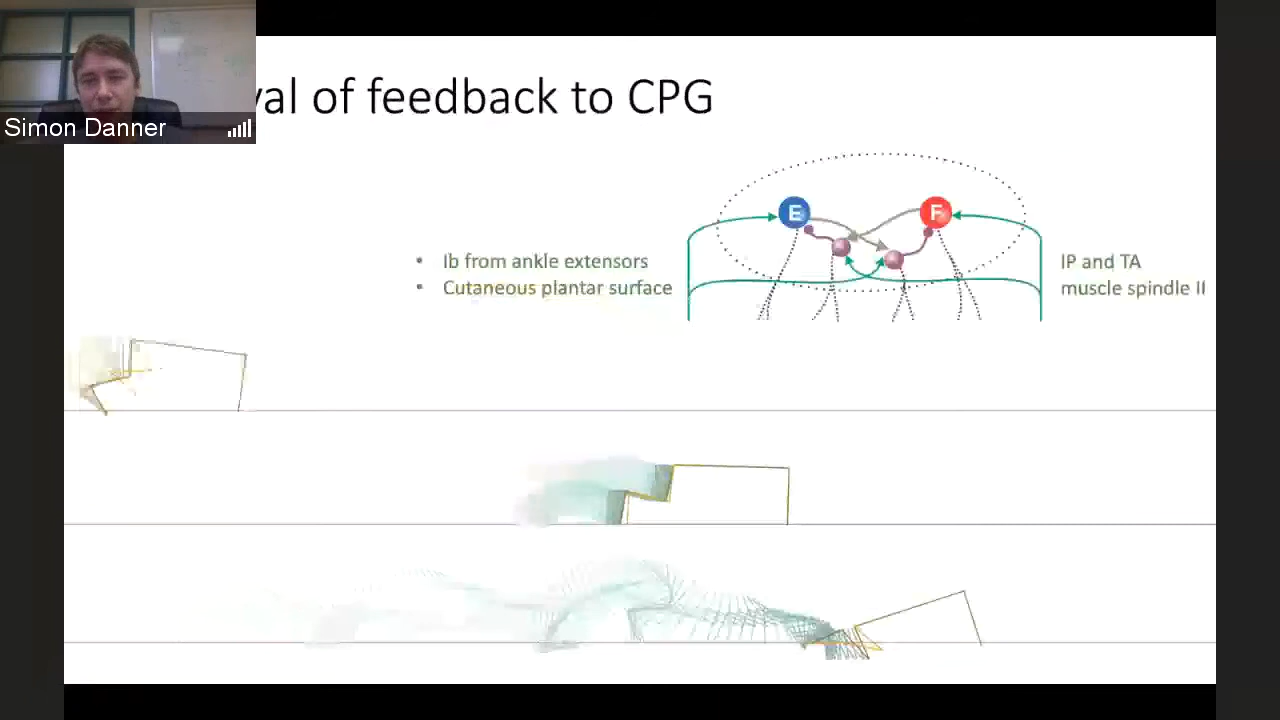 val of feedback to CPG
Simon Danner
E
F
• Ib from ankle extensors
• Cutaneous plantar surface
IP and TA
muscle spindle II